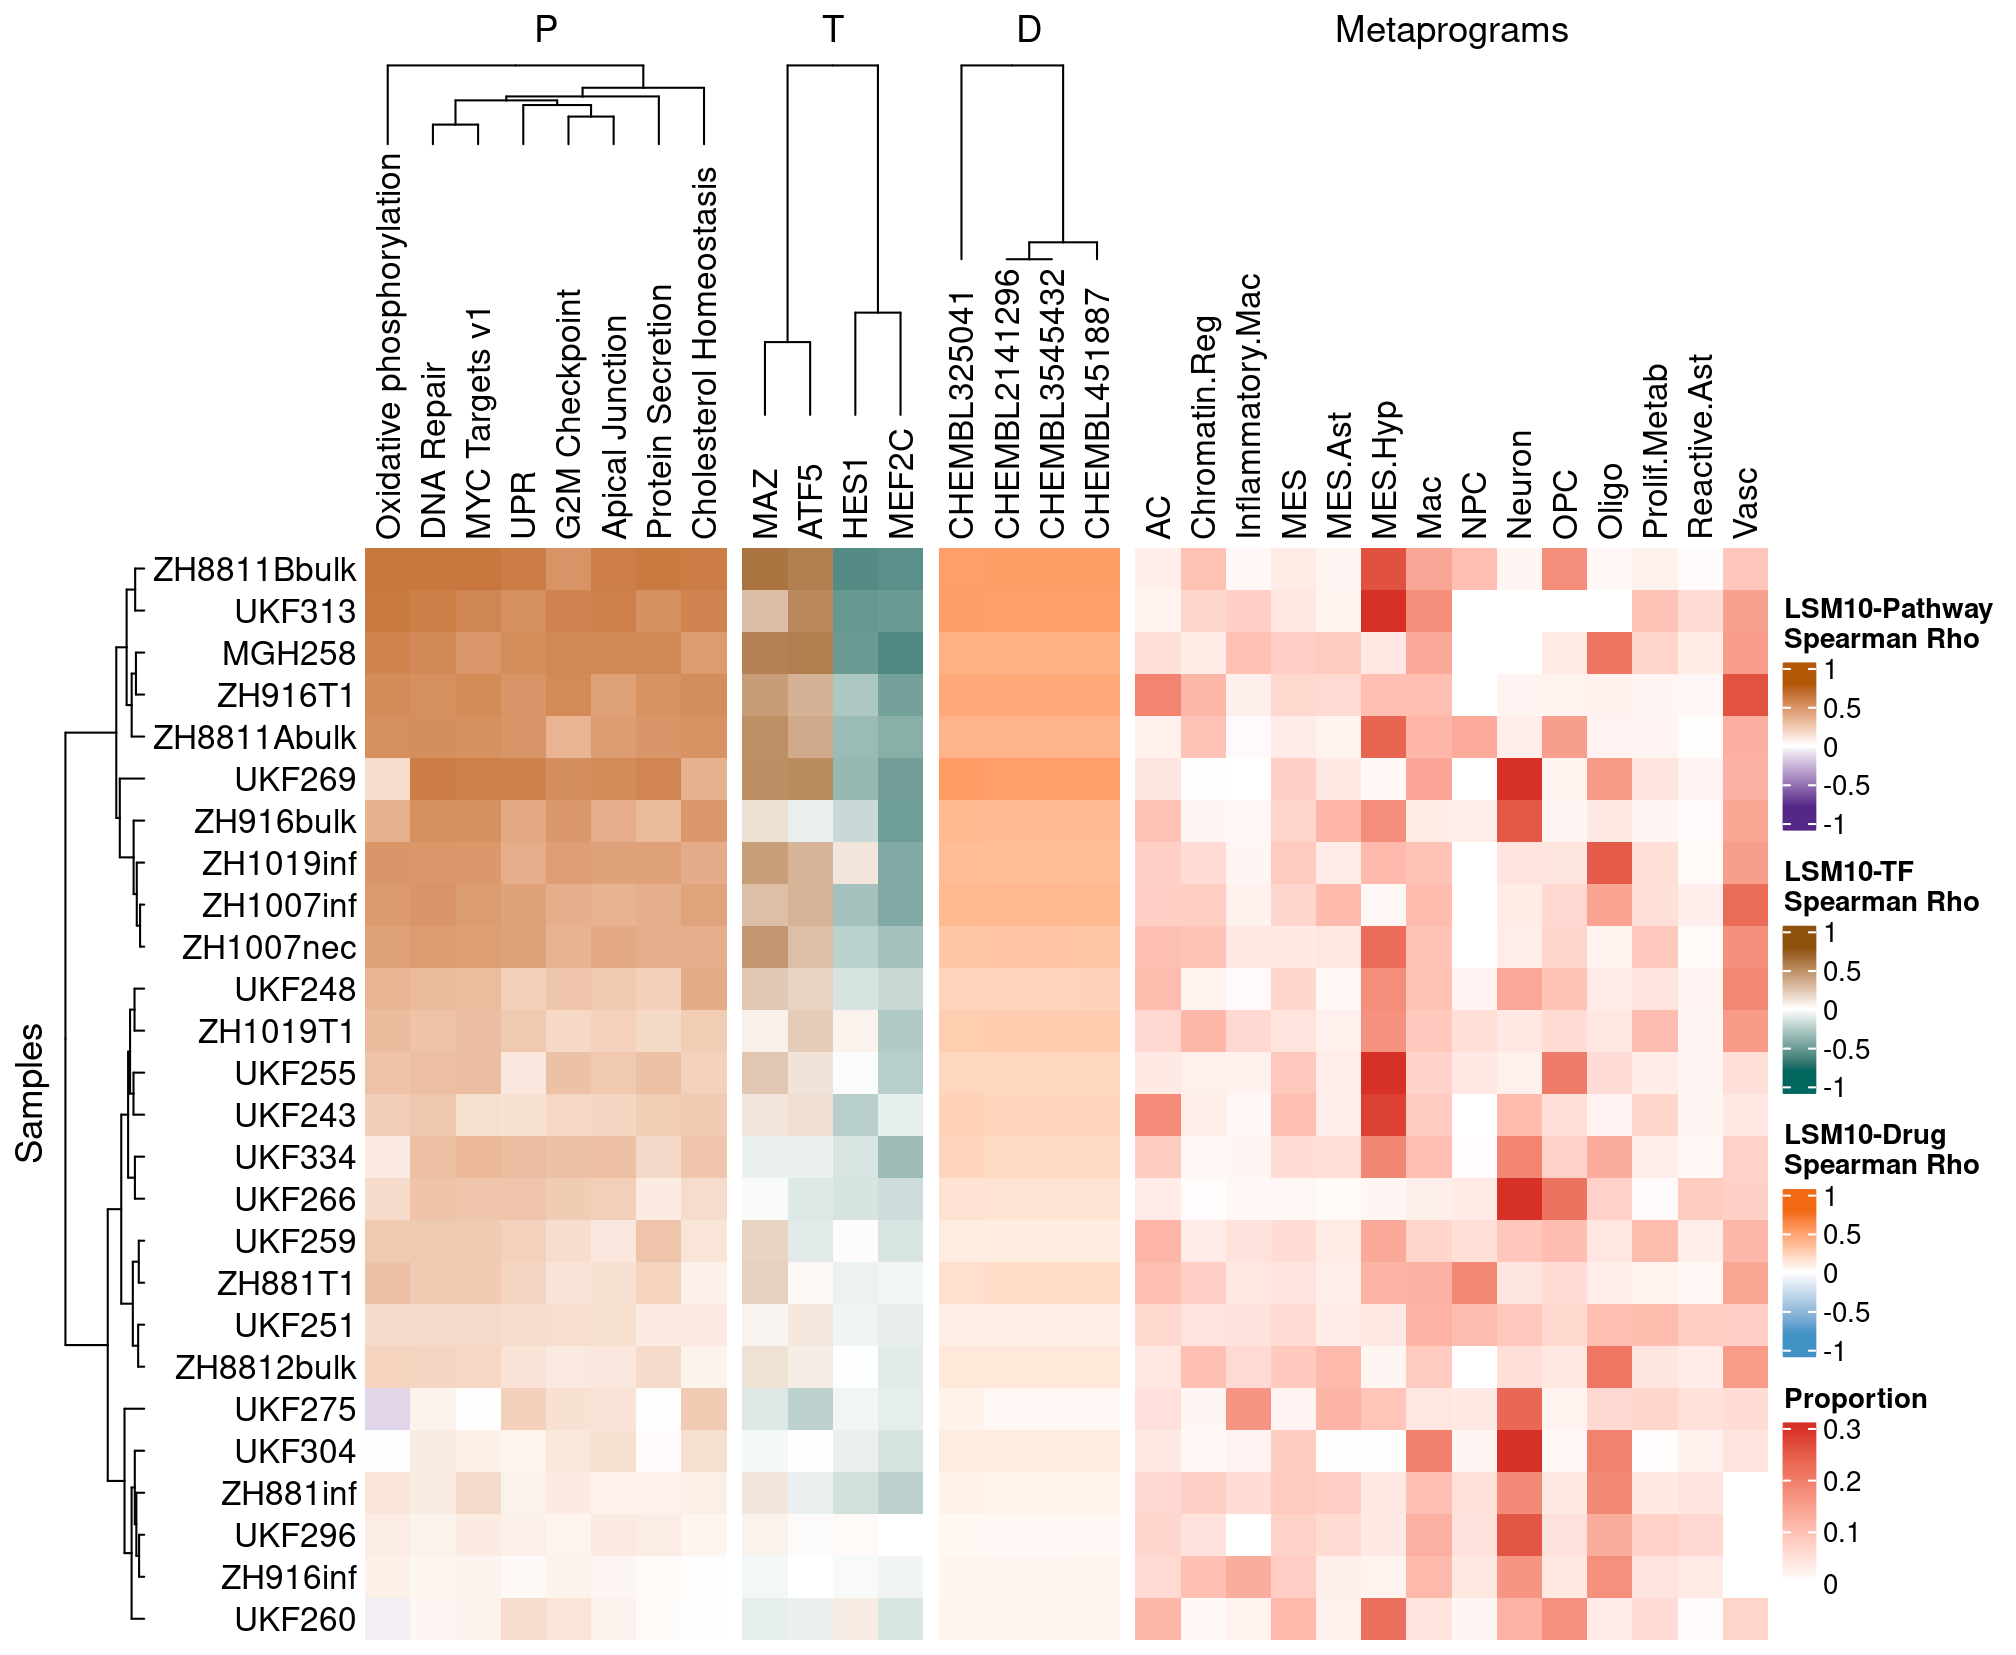 P
T
D
Metaprograms
Oxidative phosphorylation
DNA Repair
MYC Targets v1
UPR
G2M Checkpoint
Apical Junction
Protein Secretion
Cholesterol Homeostasis
MAZ
ATF5
HES1
MEF2C
CHEMBL325041
CHEMBL2141296
CHEMBL3545432
CHEMBL451887
AC
Chromatin.Reg
Inflammatory.Mac
MES
MES.Ast
MES.Hyp
Mac
NPC
Neuron
OPC
Oligo
Prolif.Metab
Reactive.Ast
Vasc
Samples
ZH8811Bbulk
UKF313
MGH258
ZH916T1
ZH8811Abulk
UKF269
ZH916bulk
ZH1019inf
ZH1007inf
ZH1007nec
UKF248
ZH1019T1
UKF255
UKF243
UKF334
UKF266
UKF259
ZH881T1
UKF251
ZH8812bulk
UKF275
UKF304
ZH881inf
UKF296
ZH916inf
UKF260
LSM10-Pathway
Spearman Rho
1
0.5
0
-0.5
-1
LSM10-TF
Spearman Rho
1
0.5
0
-0.5
-1
LSM10-Drug
Spearman Rho
1
0.5
0
-0.5
-1
Proportion
0.3
0.2
0.1
0